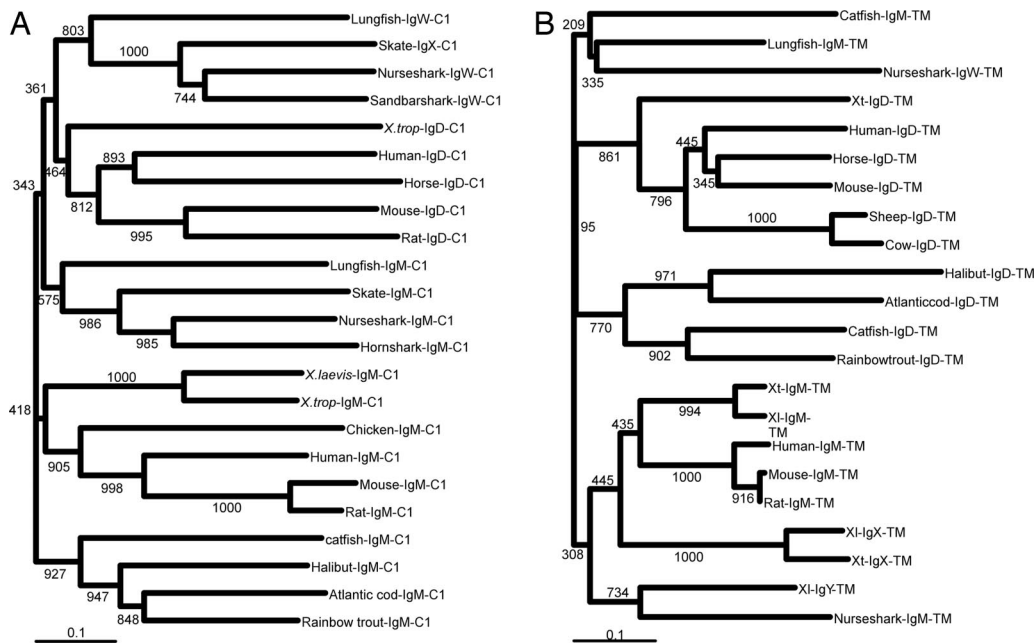 A
803
Lungfish-IgW-C1
1000
Skate-IgX-C1
361
Nurseshark-IgW-C1
744
Sandbarshark-IgW-C1
X.trop-IgD-C1
893
Human-IgD-C1
464
Horse-IgD-C1
343
812
Mouse-IgD-C1
995
Rat-IgD-C1
Lungfish-IgM-C1
575
Skate-IgM-C1
986
Nurseshark-IgM-C1
985
Hornshark-IgM-C1
1000
X.laevis-IgM-C1
418
X.trop-IgM-C1
Chicken-IgM-C1
905
Human-IgM-C1
998
Mouse-IgM-C1
1000
Rat-IgM-C1
catfish-IgM-C1
927
Halibut-IgM-C1
947
Atlantic cod-IgM-C1
848
Rainbow trout-IgM-C1
0.1
B
209
Catfish-IgM-TM
Lungfish-IgM-TM
335
Nurseshark-IgW-TM
Xt-IgD-TM
445
Human-IgD-TM
861
Horse-IgD-TM
345
Mouse-IgD-TM
796
1000
Sheep-IgD-TM
95
Cow-IgD-TM
971
Halibut-IgD-TM
Atlanticcod-IgD-TM
770
Catfish-IgD-TM
902
Rainbowtrout-IgD-TM
Xt-IgM-TM
994
435
Xl-IgM-
TM
Human-IgM-TM
1000
Mouse-IgM-TM
445
916
Rat-IgM-TM
Xl-IgX-TM
308
1000
Xt-IgX-TM
734
Xl-IgY-TM
Nurseshark-IgM-TM
0.1